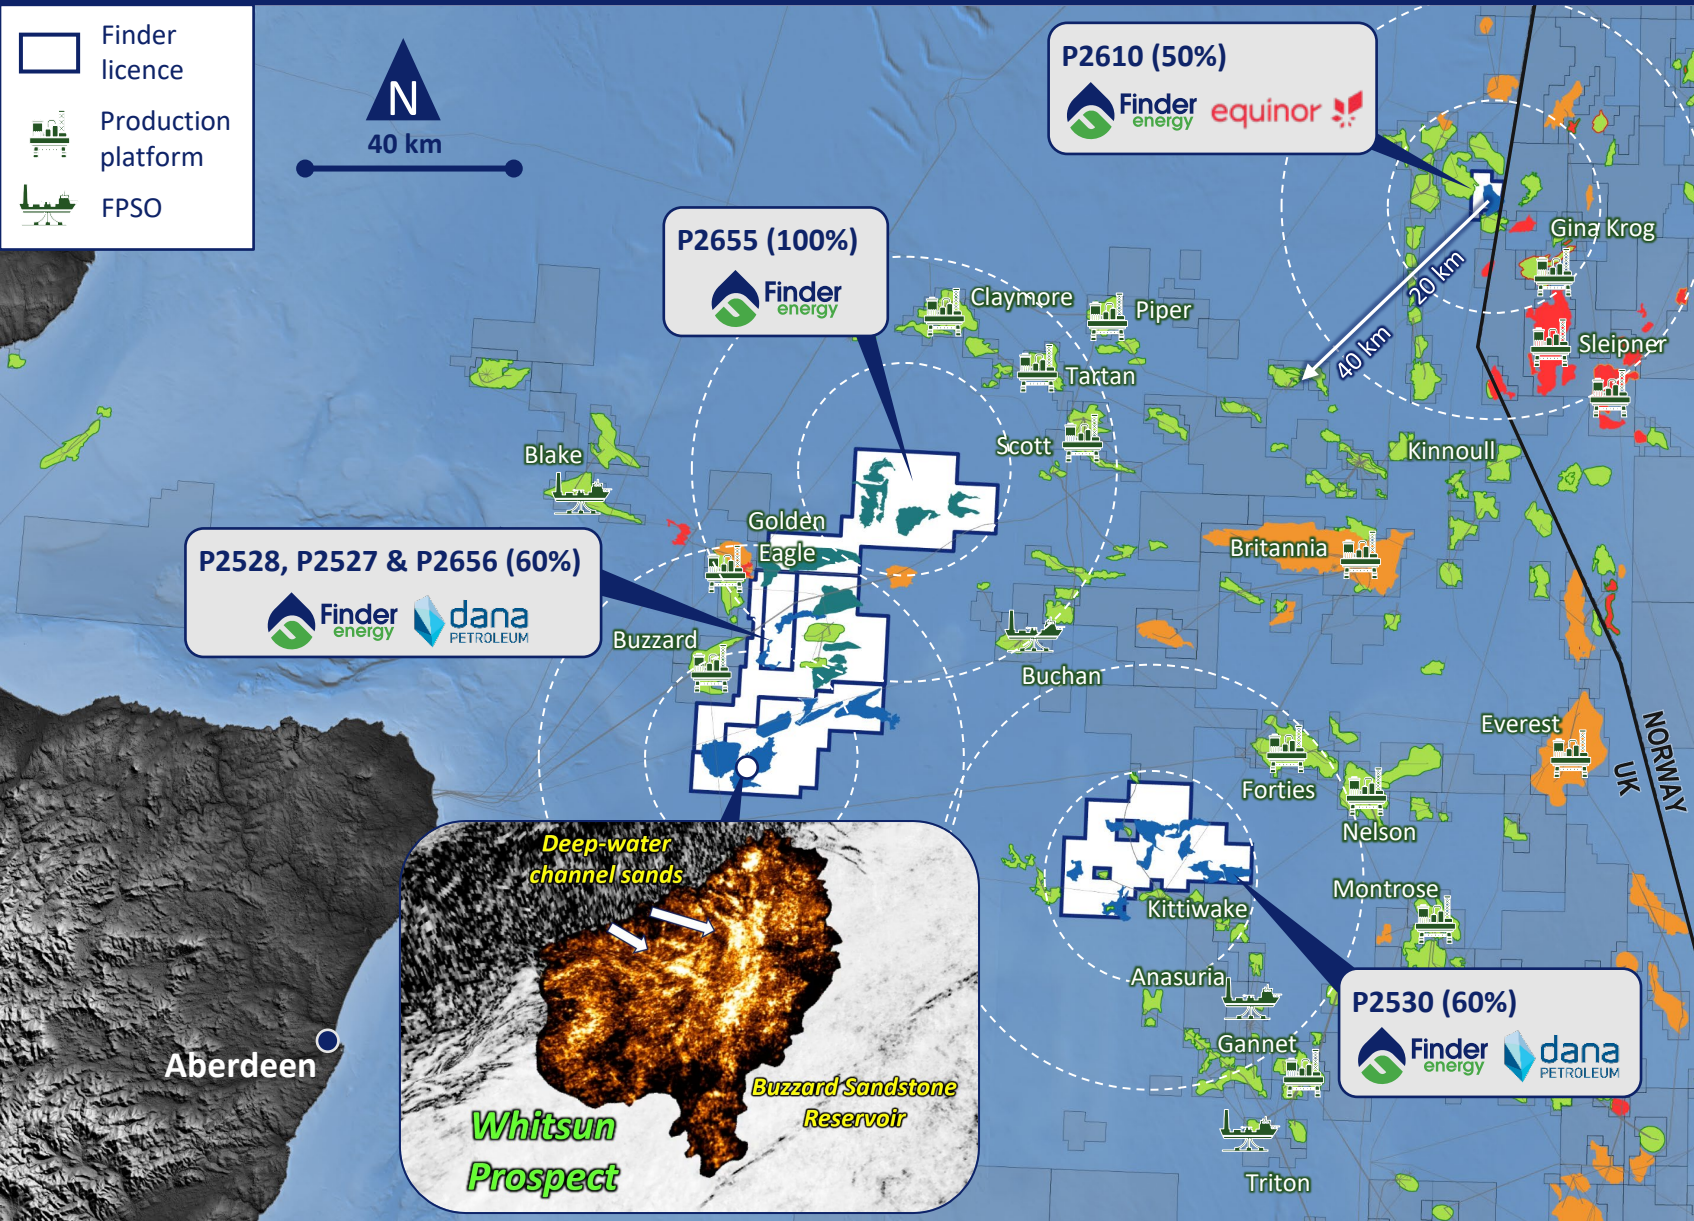 Finder
licence
Production
platform
FPSO
N
40 km
P2610 (50%)
Finder
energy
equinor
P2655 (100%)
Finder
energy
Gina Krog
20 km
40 km
Claymore
Piper
Sleipner
Tartan
Scott
Kinnoull
Blake
Golden
Eagle
Britannia
P2528, P2527 & P2656 (60%)
Finder
energy
dana
PETROLEUM
Buzzard
Buchan
Everest
NORWAY
UK
Forties
Nelson
Montrose
Kittiwake
Anasuria
P2530 (60%)
Finder
energy
dana
PETROLEUM
Gannet
Triton
Aberdeen
Deep-water
channel sands
Buzzard Sandstone
Reservoir
Whitsun
Prospect